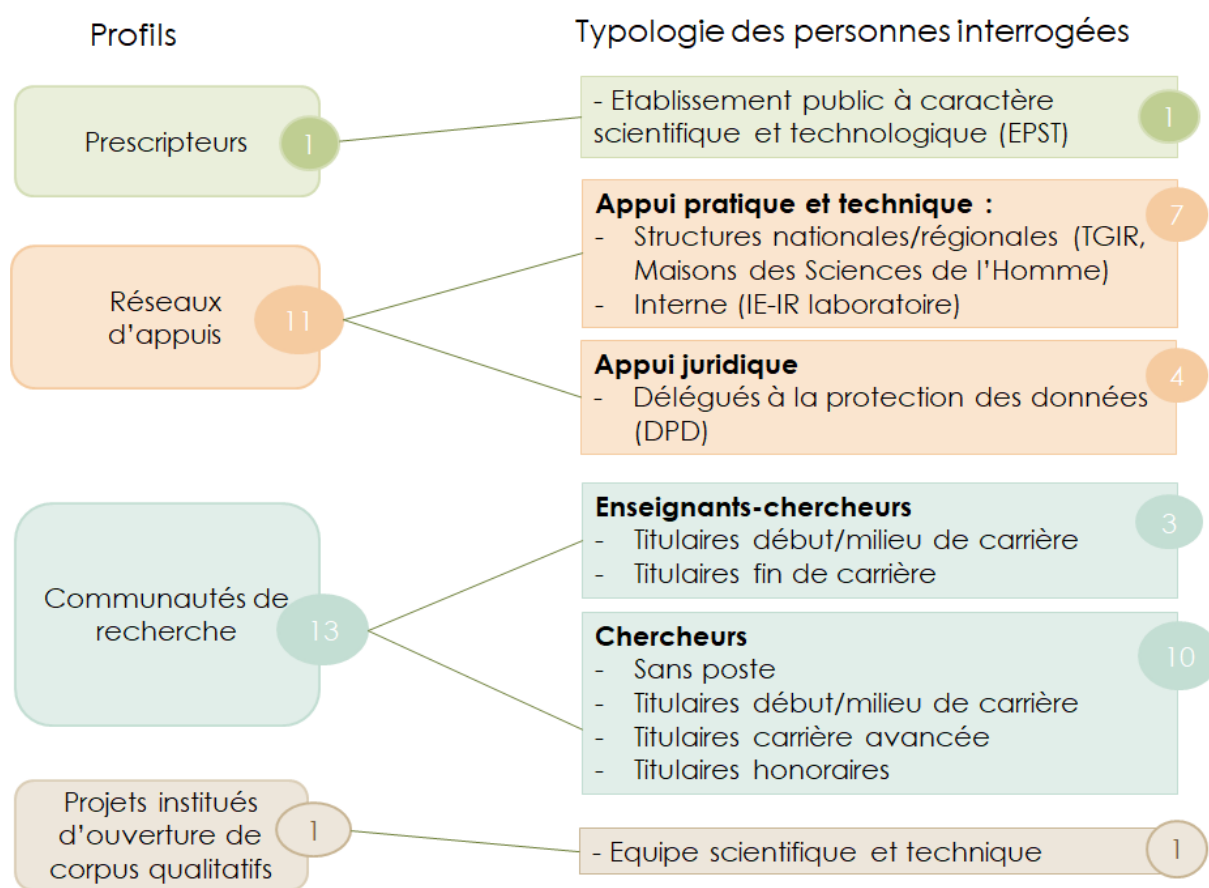 Profils
Typologie des personnes interrogées
Prescripteurs
1
- Etablissement public à caractère
scientifique et technologique (EPST)
1
Réseaux
d'appuis
11
Appui pratique et technique :
- Structures nationales/régionales (TGIR,
Maisons des Sciences de l'Homme)
- Interne (IE-IR laboratoire)
7
Appui juridique
- Délégués à la protection des données
(DPD)
4
Communautés de
recherche
13
Enseignants-chercheurs
- Titulaires début/milieu de carrière
- Titulaires fin de carrière
3
Chercheurs
- Sans poste
- Titulaires début/milieu de carrière
- Titulaires carrière avancée
- Titulaires honoraires
10
Projets institués
d'ouverture de
corpus qualitatifs
1
- Equipe scientifique et technique
1